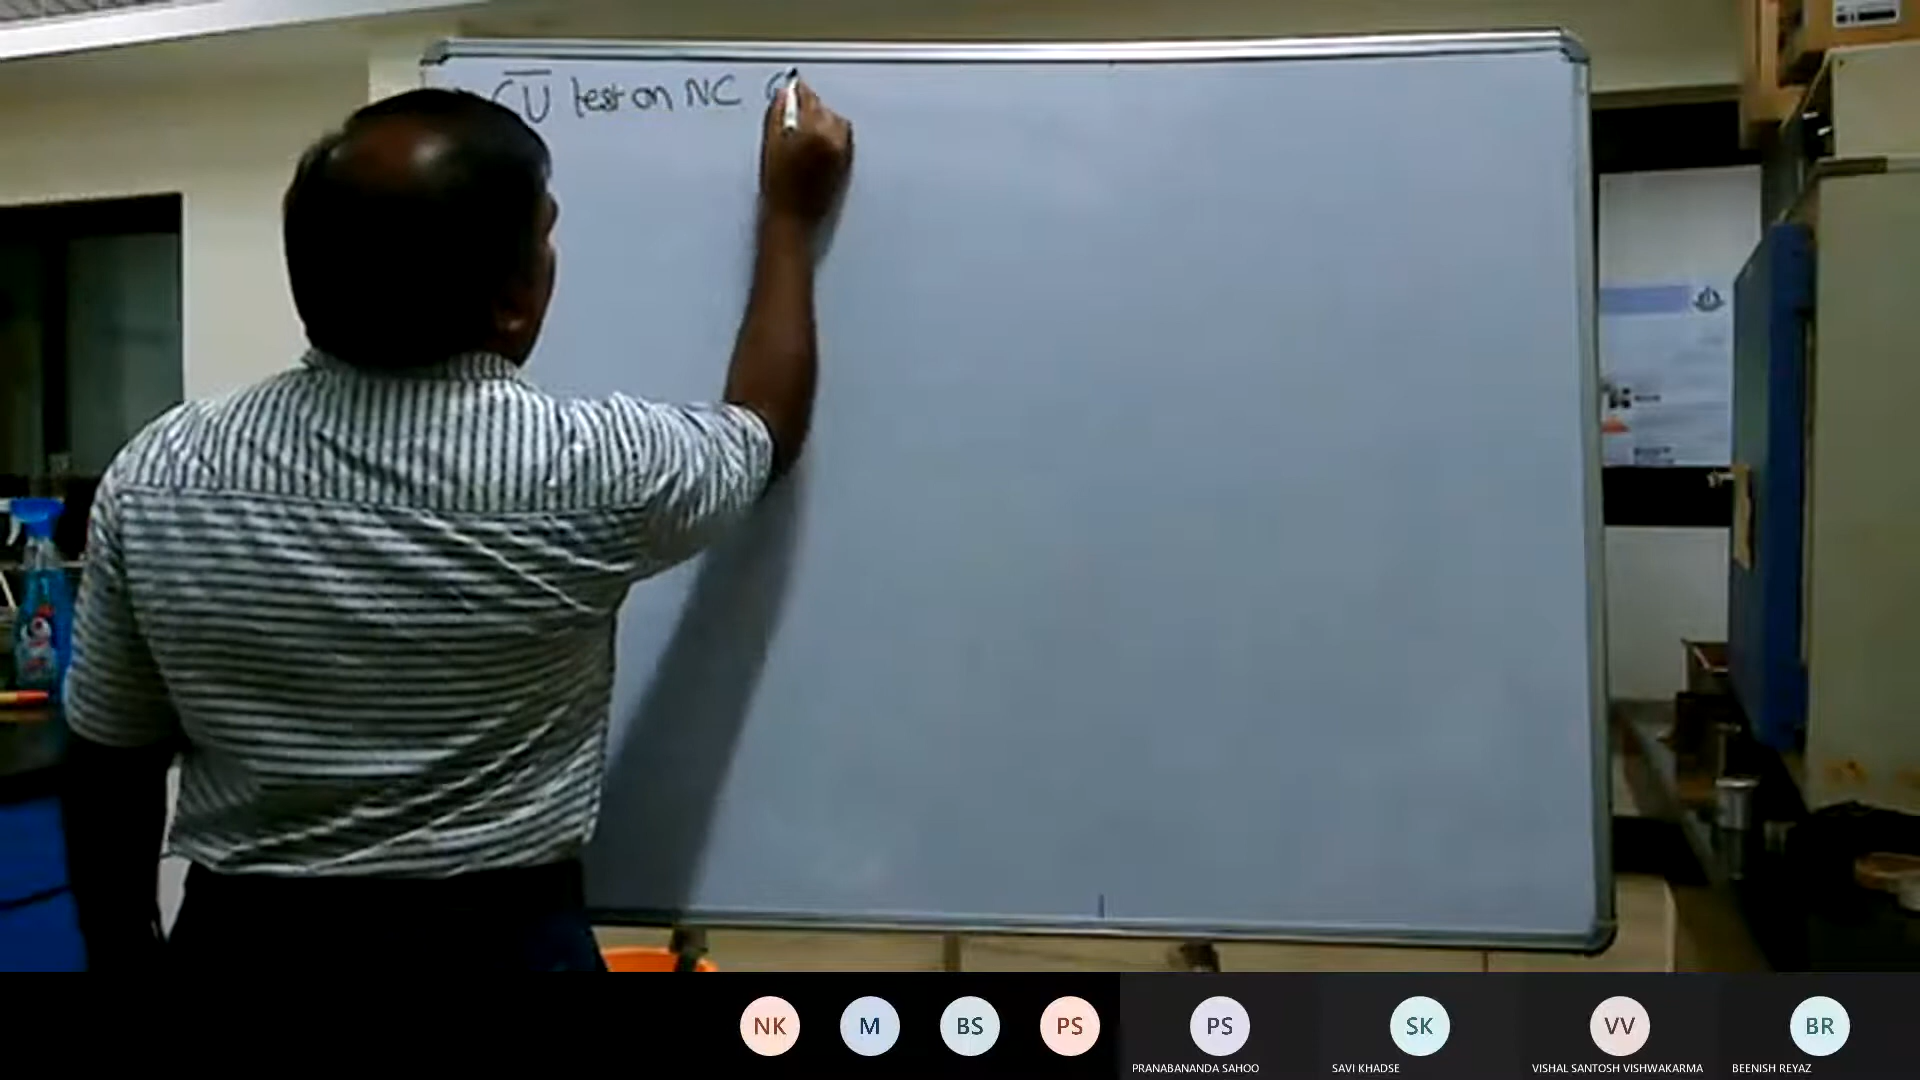 CU test on NC
NK
M
BS
PS
PS
SK
VV
BR
PRANABANANDA SAHOO
SAVI KHADSE
VISHAL SANTOSH VISHWAKARMA
BEENISH REYAZ